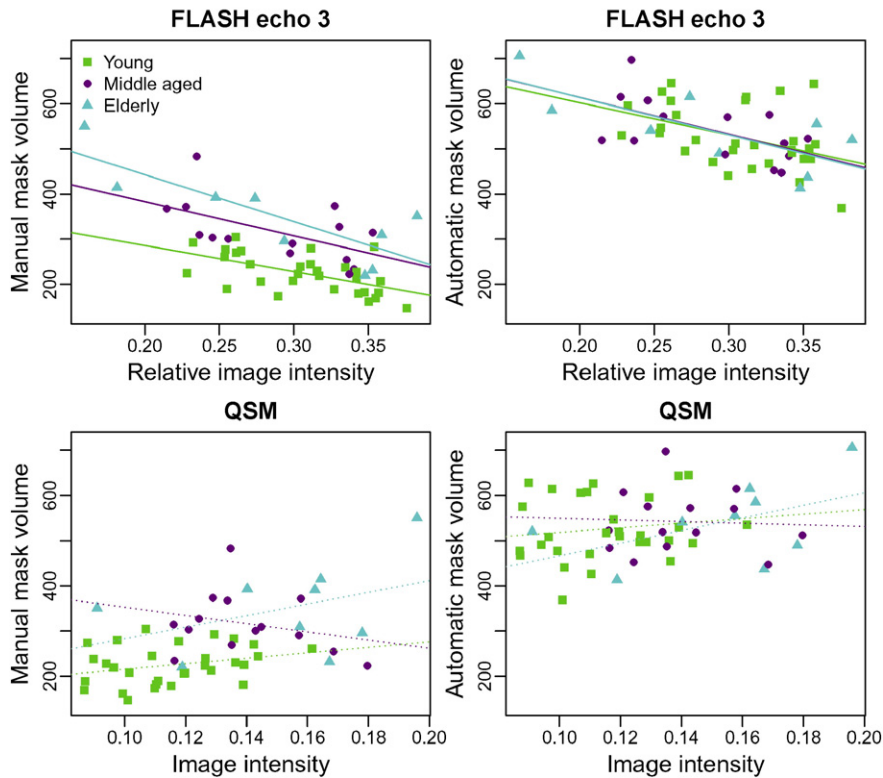 FLASH echo 3
Manual mask volume
200 400 600
Young
Middle aged
Elderly
0.20 0.25 0.30 0.35
Relative image intensity
FLASH echo 3
Automatic mask volume
200 400 600
0.20 0.25 0.30 0.35
Relative image intensity
QSM
Manual mask volume
200 400 600
0.10 0.12 0.14 0.16 0.18 0.20
Image intensity
QSM
Automatic mask volume
200 400 600
0.10 0.12 0.14 0.16 0.18 0.20
Image intensity